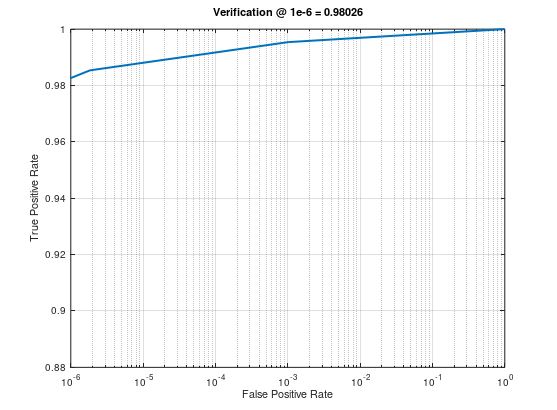 Verification @ 1e-6 = 0.98026
1
0.98
0.96
0.94
0.92
0.9
0.88
True Positive Rate
10^-6 10^-5 10^-4 10^-3 10^-2 10^-1 10^0
False Positive Rate